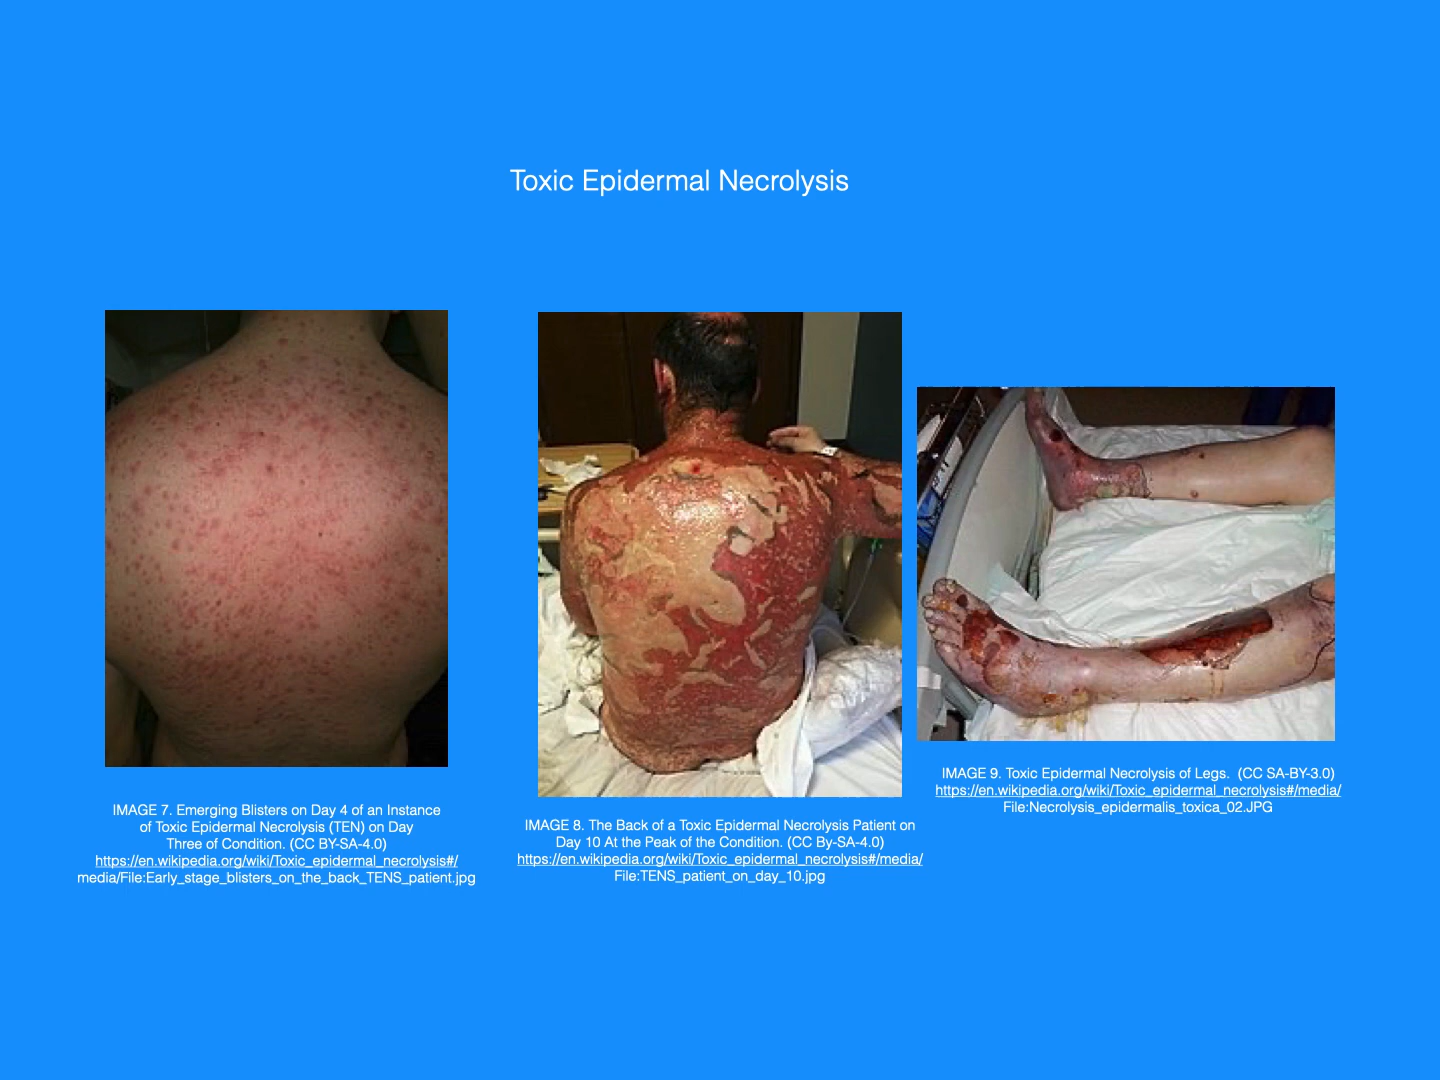 Toxic Epidermal Necrolysis
IMAGE 7. Emerging Blisters on Day 4 of an Instance
of Toxic Epidermal Necrolysis (TEN) on Day
Three of Condition. (CC BY-SA-4.0)
https://en.wikipedia.org/wiki/Toxic_epidermal_necrolysis#/
media/File:Early_stage_blisters_on_the_back_TENS_patient.jpg
IMAGE 8. The Back of a Toxic Epidermal Necrolysis Patient on
Day 10 At the Peak of the Condition. (CC By-SA-4.0)
https://en.wikipedia.org/wiki/Toxic_epidermal_necrolysis#/media/
File:TENS_patient_on_day_10.jpg
IMAGE 9. Toxic Epidermal Necrolysis of Legs.  (CC SA-BY-3.0)
https://en.wikipedia.org/wiki/Toxic_epidermal_necrolysis#/media/
File:Necrolysis_epidermalis_toxica_02.JPG